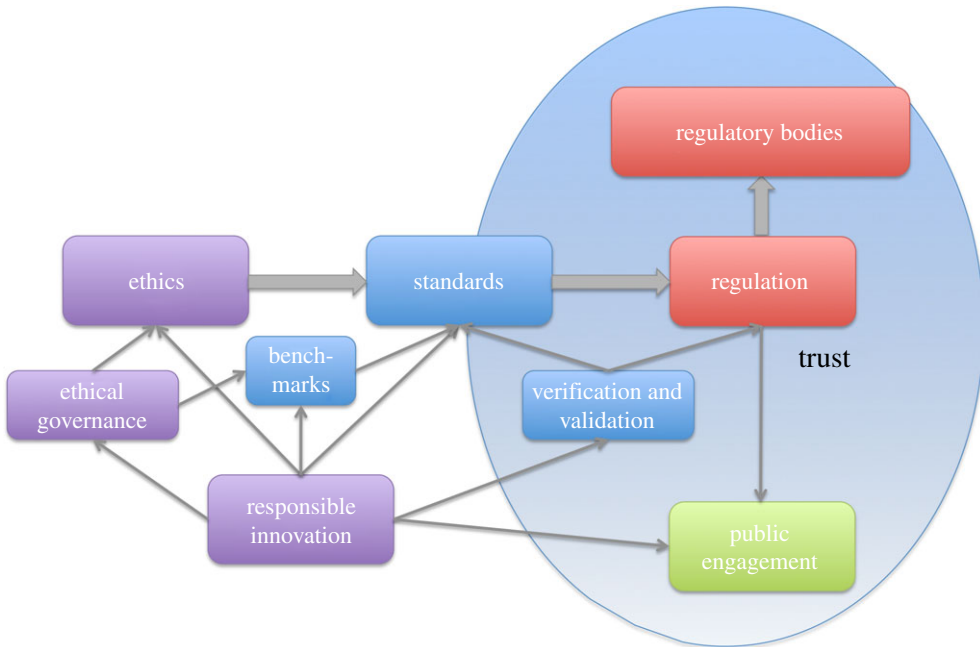 regulatory bodies
ethics
standards
regulation
trust
bench-
marks
ethical
governance
verification and
validation
responsible
innovation
public
engagement